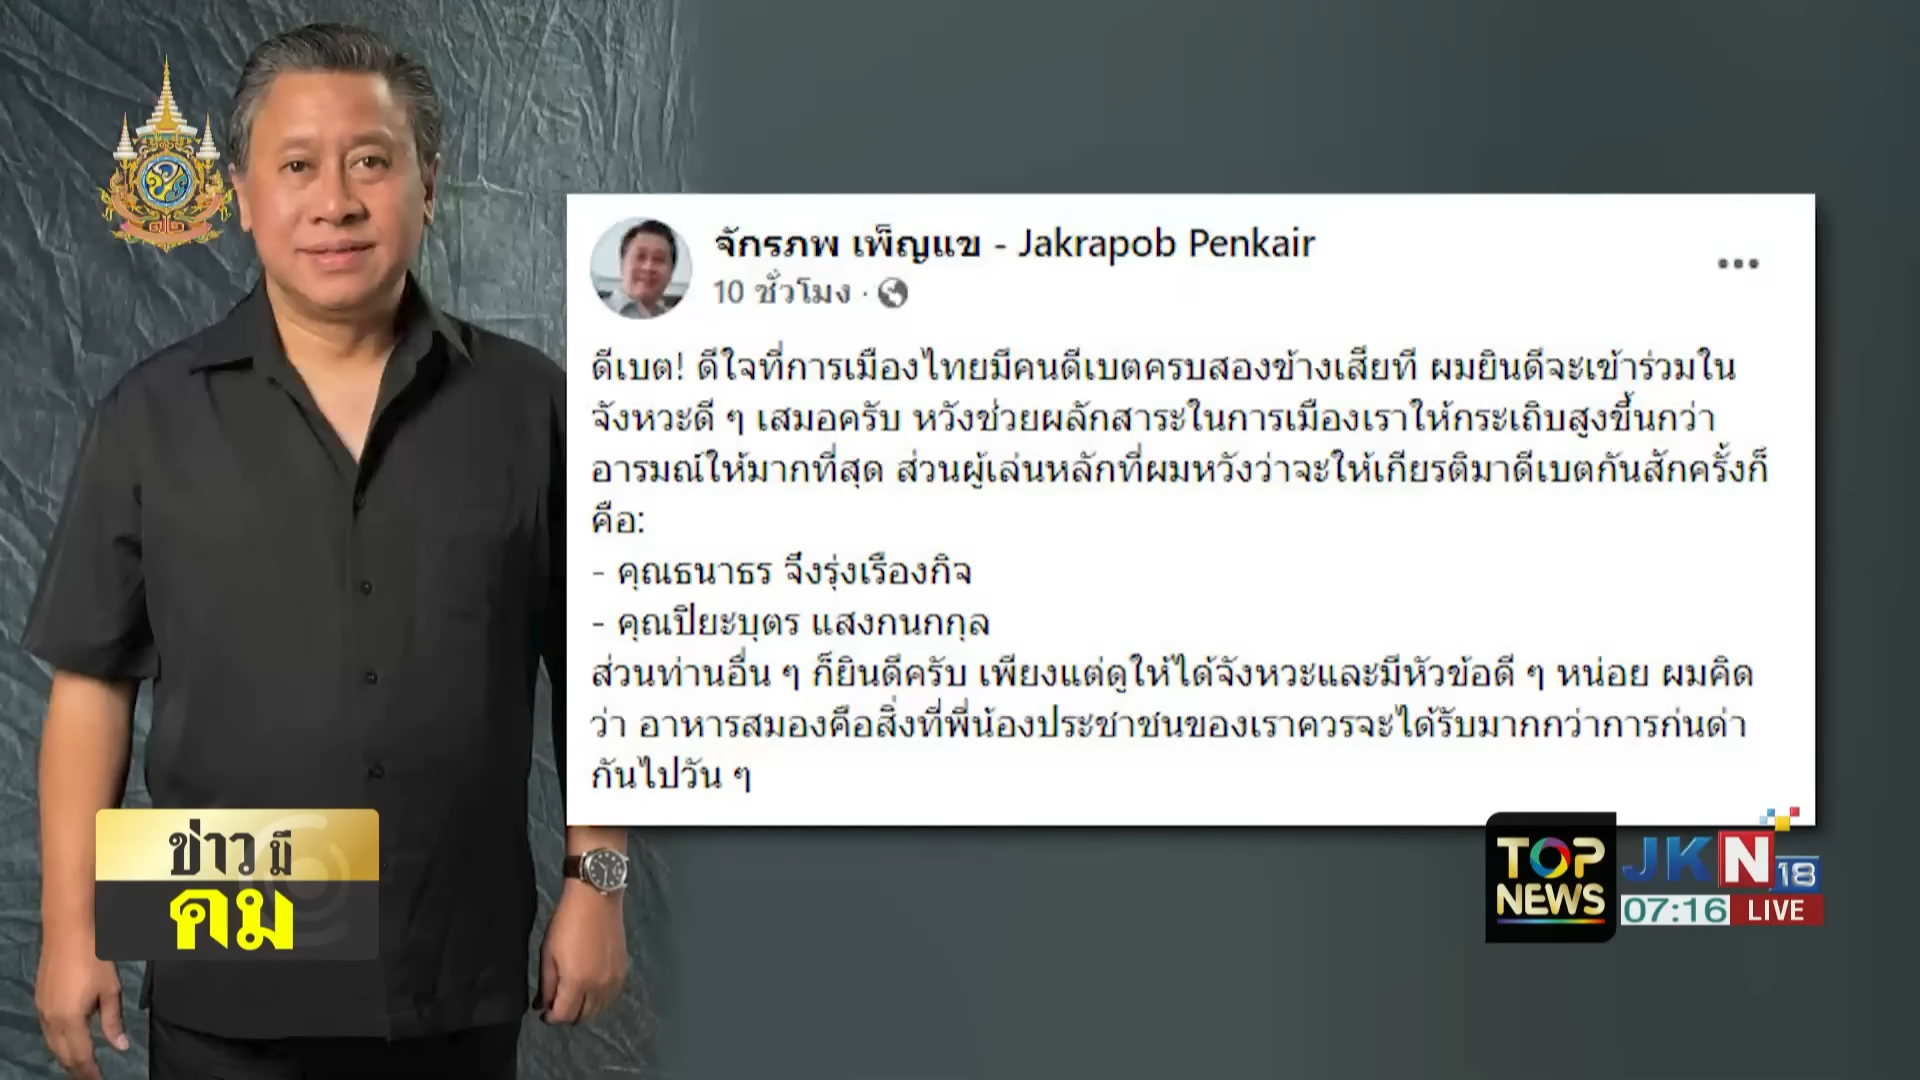 จักรภพ เพ็ญแข - Jakrapob Penkair
10 ชั่วโมง ·
ดีเบต! ดีใจที่การเมืองไทยมีคนดีเบตครบสองข้างเสียที ผมยินดีจะเข้าร่วมใน
จังหวะดี ๆ เสมอครับ หวังช่วยผลักสาระในการเมืองเราให้กระเถิบสูงขึ้นกว่า
อารมณ์ให้มากที่สุด ส่วนผู้เล่นหลักที่ผมหวังว่าจะให้เกียรติมาดีเบตกันสักครั้งก็
คือ:
- คุณธนาธร จึงรุ่งเรืองกิจ
- คุณปิยะบุตร แสงกนกกุล
ส่วนท่านอื่น ๆ ก็ยินดีครับ เพียงแต่ดูให้ได้จังหวะและมีหัวข้อดี ๆ หน่อย ผมคิด
ว่า อาหารสมองคือสิ่งที่พี่น้องประชาชนของเราควรจะได้รับมากกว่าการก่นด่า
กันไปวัน ๆ
ข่าวมี
คม
TOP
NEWS
JKN18
07:16 LIVE